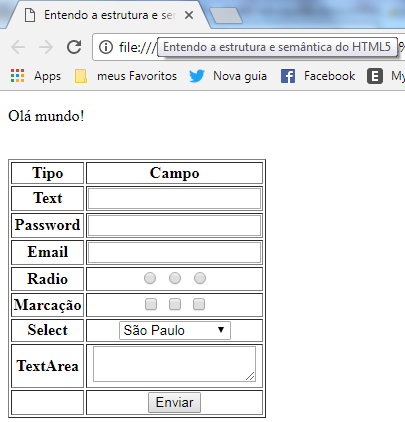 Entendo a estrutura e se
file:///
Entendo a estrutura e semântica do HTML5
Apps meus Favoritos Nova guia Facebook E My
Olá mundo!
Tipo Campo
Text
Password
Email
Radio
Marcação
Select São Paulo
TextArea
Enviar